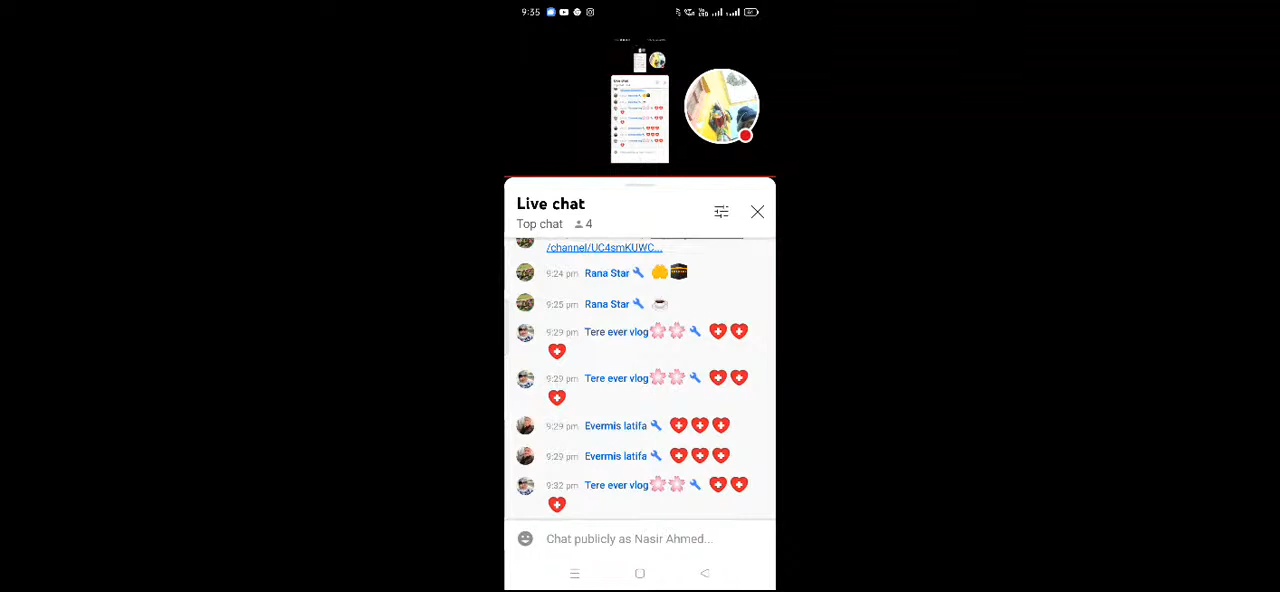 9:35
Live chat
Top chat 4
/channel/UC4smKUWC...
9:24 pm Rana Star
9:25 pm Rana Star
9:29 pm Tere ever vlog
9:29 pm Tere ever vlog
9:29 pm Evermis latifa
9:29 pm Evermis latifa
9:32 pm Tere ever vlog
Chat publicly as Nasir Ahmed...